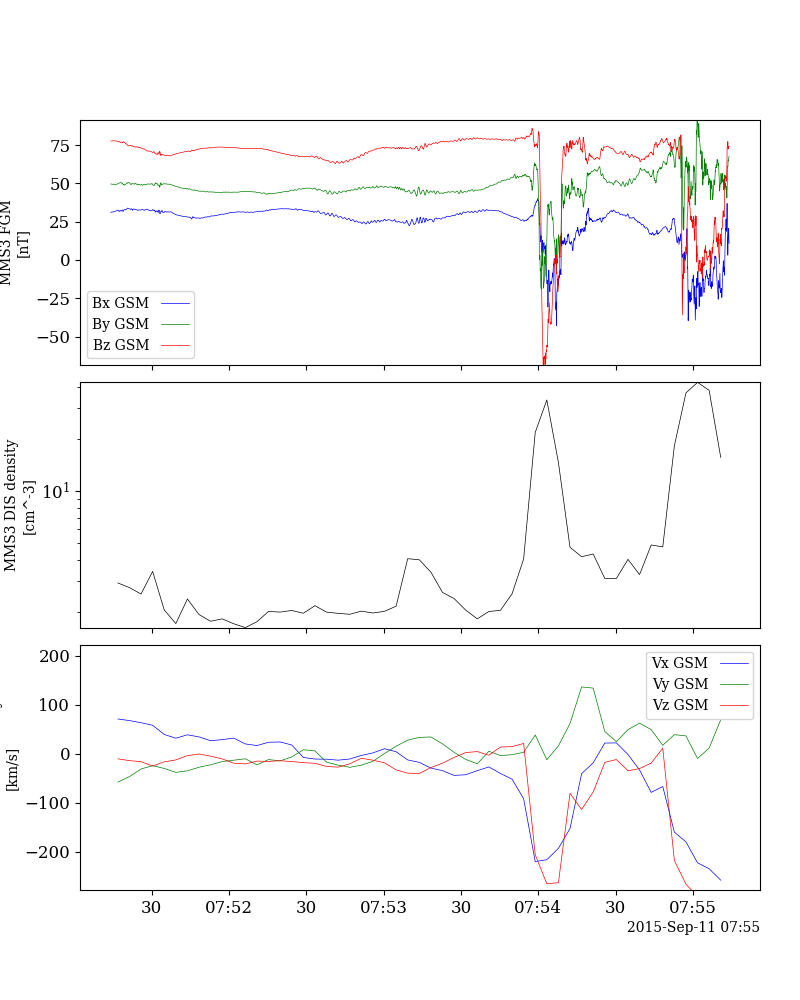 75
50
25
0
−25
−50
MMS3 FGM
[nT]
Bx GSM
By GSM
Bz GSM
10^1
MMS3 DIS density
[cm^-3]
200
100
0
−100
−200
[km/s]
Vx GSM
Vy GSM
Vz GSM
30
07:52
30
07:53
30
07:54
30
07:55
2015-Sep-11 07:55